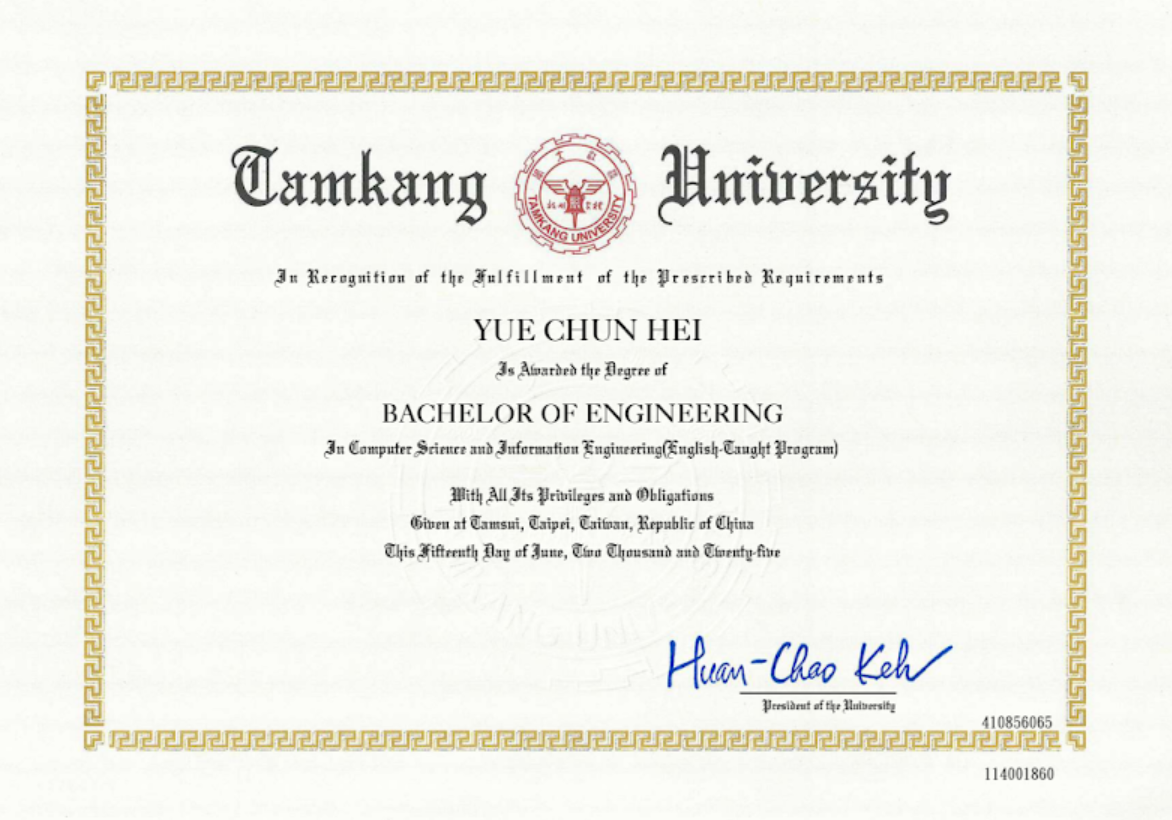 Tamkang University
TAMKANG UNIVERSITY
In Recognition of the Fulfillment of the Prescribed Requirements
YUE CHUN HEI
Is Awarded the Degree of
BACHELOR OF ENGINEERING
In Computer Science and Information Engineering(English-Taught Program)
With All Its Privileges and Obligations
Given at Tamsui, Taipei, Taiwan, Republic of China
This Fifteenth Day of June, Two Thousand and Twenty-five
Huan-Chao Keh
President of the University
410856065
114001860